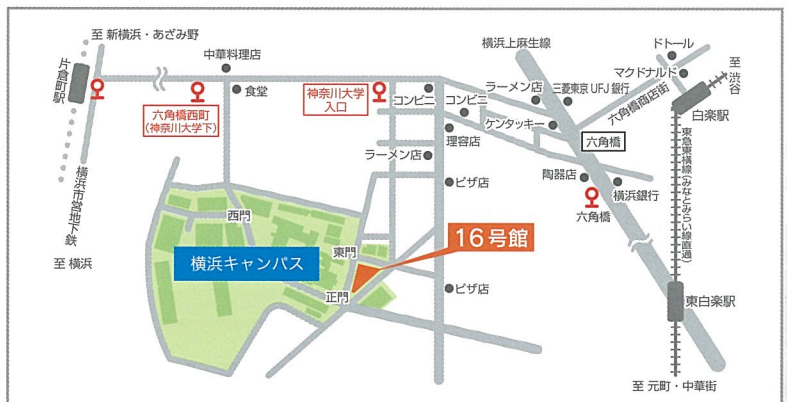 至 新横浜・あざみ野
片倉町駅
横浜市営地下鉄
至 横浜
六角橋西町
(神奈川大学下)
中華料理店
食堂
神奈川大学
入口
コンビニ
コンビニ
理容店
ラーメン店
ピザ店
ピザ店
横浜上麻生線
ラーメン店
三菱東京UFJ銀行
ケンタッキー
六角橋商店街
ドトール
マクドナルド
至 渋谷
白楽駅
六角橋
陶器店
横浜銀行
六角橋
東急東横線(みなとみらい線直通)
東白楽駅
至 元町・中華街
西門
横浜キャンパス
東門
正門
16号館